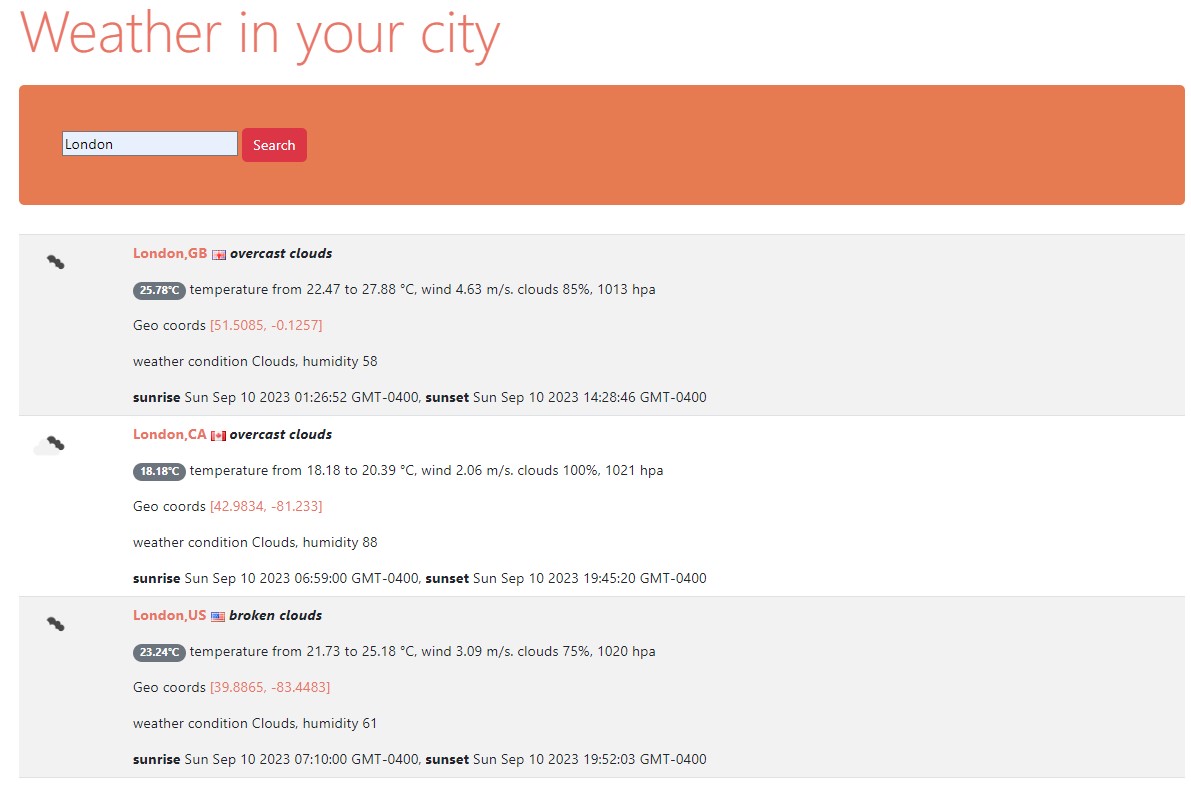 Weather in your city
London Search
London,GB overcast clouds
25.78°C temperature from 22.47 to 27.88 °C, wind 4.63 m/s. clouds 85%, 1013 hpa
Geo coords [51.5085, -0.1257]
weather condition Clouds, humidity 58
sunrise Sun Sep 10 2023 01:26:52 GMT-0400, sunset Sun Sep 10 2023 14:28:46 GMT-0400
London,CA overcast clouds
18.18°C temperature from 18.18 to 20.39 °C, wind 2.06 m/s. clouds 100%, 1021 hpa
Geo coords [42.9834, -81.233]
weather condition Clouds, humidity 88
sunrise Sun Sep 10 2023 06:59:00 GMT-0400, sunset Sun Sep 10 2023 19:45:20 GMT-0400
London,US broken clouds
23.24°C temperature from 21.73 to 25.18 °C, wind 3.09 m/s. clouds 75%, 1020 hpa
Geo coords [39.8865, -83.4483]
weather condition Clouds, humidity 61
sunrise Sun Sep 10 2023 07:10:00 GMT-0400, sunset Sun Sep 10 2023 19:52:03 GMT-0400